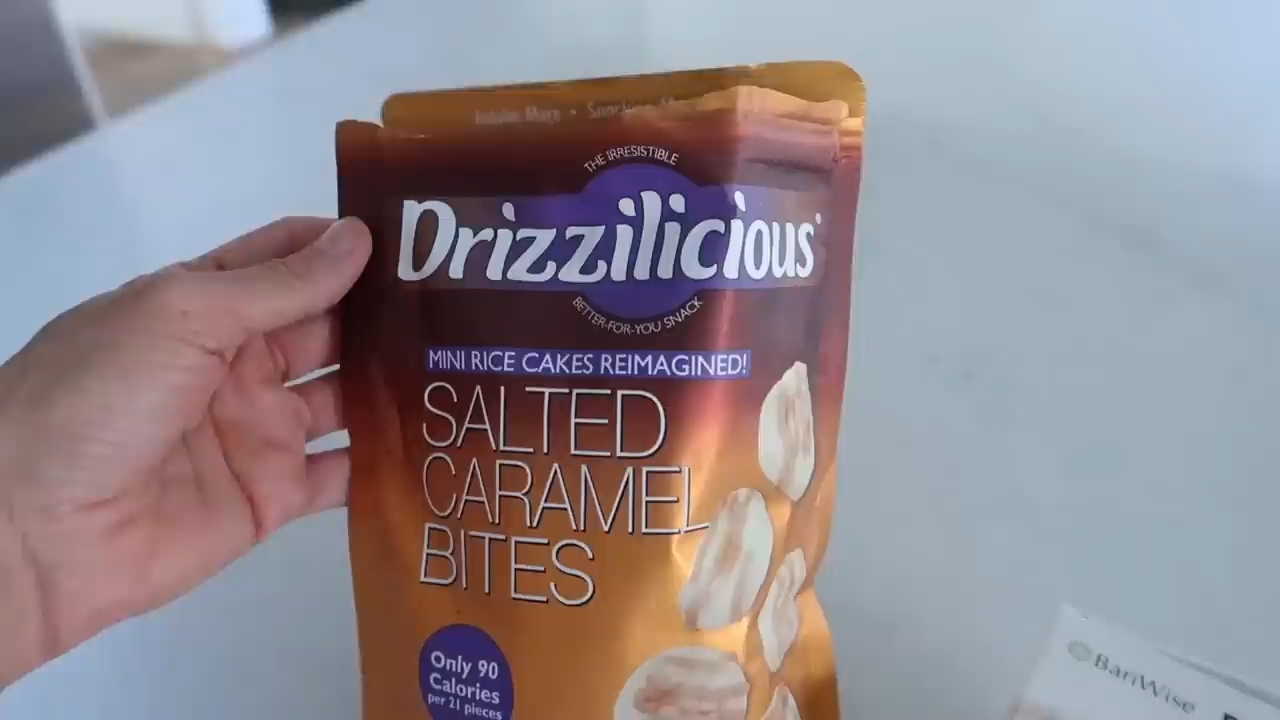 THE IRRESISTIBLE
Drizzilicious
BETTER-FOR-YOU SNACK
MINI RICE CAKES REIMAGINED!
SALTED
CARAMEL
BITES
Only 90
Calories
per 21 pieces
BariWise